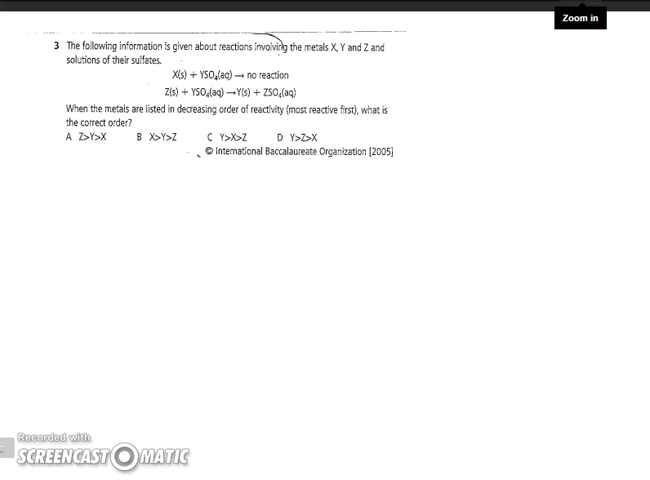 Zoom in
3 The following information is given about reactions involving the metals X, Y and Z and
solutions of their sulfates.
X(s) + YSO₄(aq) → no reaction
Z(s) + YSO₄(aq) →Y(s) + ZSO₄(aq)
When the metals are listed in decreasing order of reactivity (most reactive first), what is
the correct order?
A Z>Y>X B X>Y>Z C Y>X>Z D Y>Z>X
© International Baccalaureate Organization [2005]
Recorded with
SCREENCAST MATIC